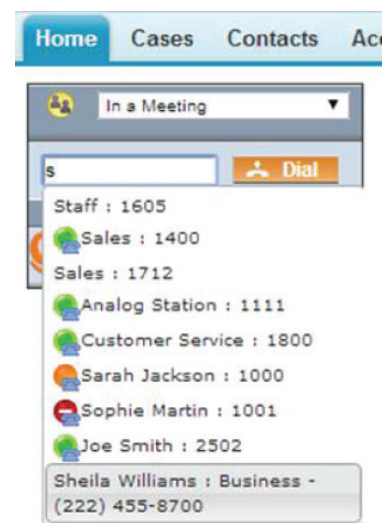 Home Cases Contacts
In a Meeting
s Dial
Staff : 1605
Sales : 1400
Sales : 1712
Analog Station : 1111
Customer Service : 1800
Sarah Jackson : 1000
Sophie Martin : 1001
Joe Smith : 2502
Sheila Williams : Business -
(222) 455-8700